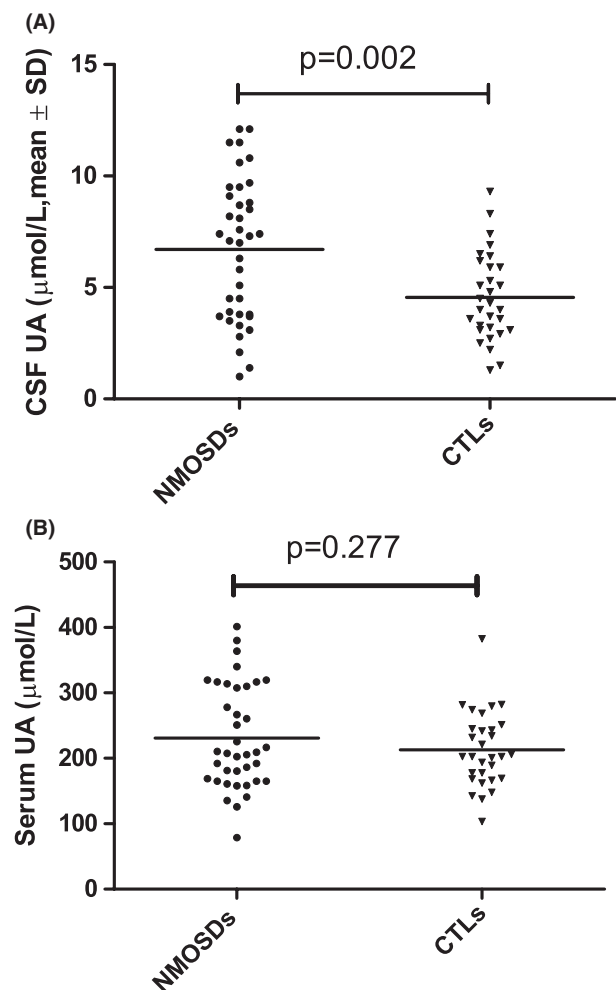 (A)
p=0.002
CSF UA (μmol/L,mean ± SD)
15
10
5
0
NMOSDs
CTLs
(B)
p=0.277
Serum UA (μmol/L)
500
400
300
200
100
0
NMOSDs
CTLs